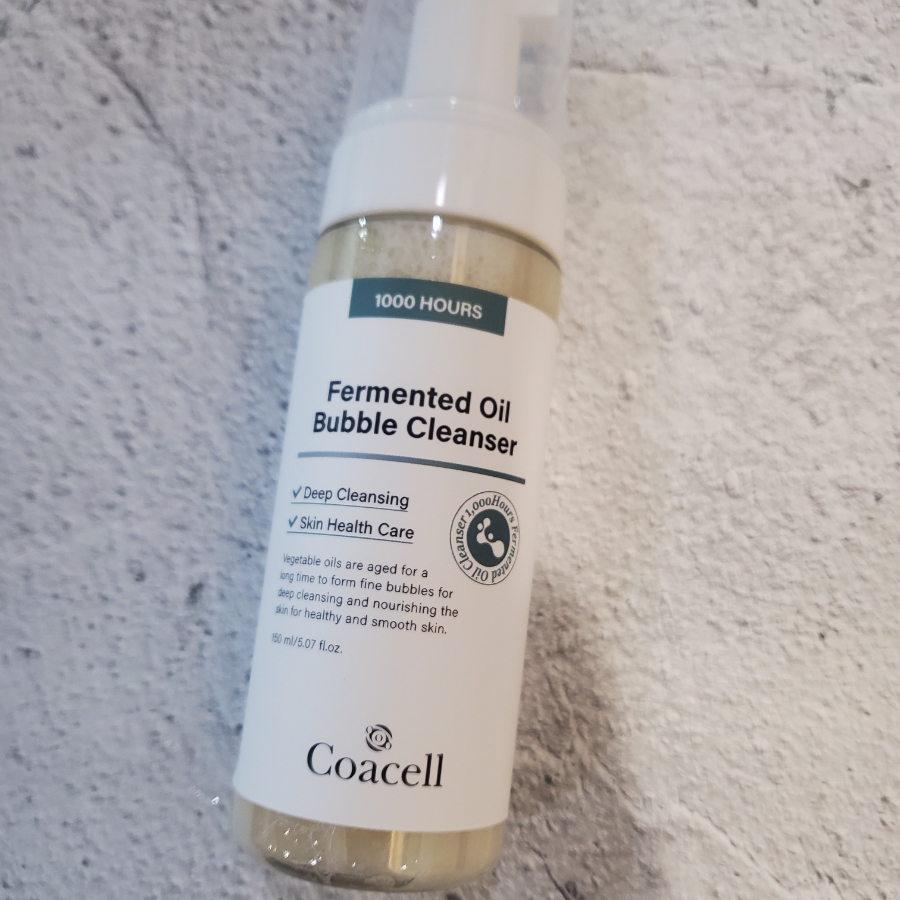 1000 HOURS
Fermented Oil
Bubble Cleanser
✓Deep Cleansing
✓Skin Health Care
1,000Hours Fermented Oil Cleanser
Vegetable oils are aged for a
long time to form fine bubbles for
deep cleansing and nourishing the
skin for healthy and smooth skin.
150 ml/5.07 fl.oz.
Coacell